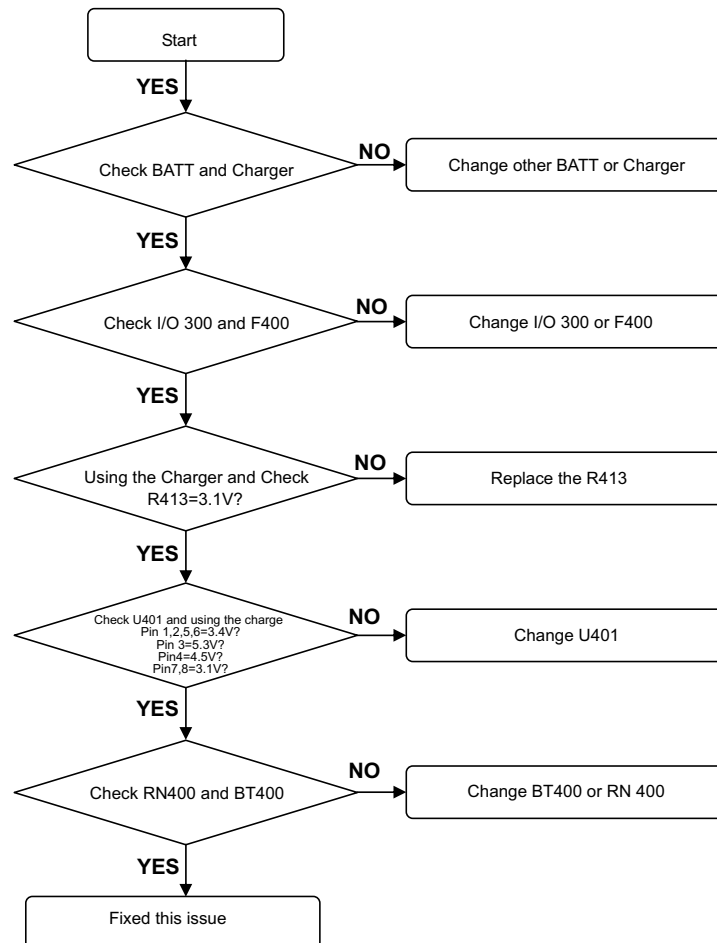 Start
YES
Check BATT and Charger
NO
Change other BATT or Charger
YES
Check I/O 300 and F400
NO
Change I/O 300 or F400
YES
Using the Charger and Check
R413=3.1V?
NO
Replace the R413
YES
Check U401 and using the charge
Pin 1,2,5,6=3.4V?
Pin 3=5.3V?
Pin4=4.5V?
Pin7,8=3.1V?
NO
Change U401
YES
Check RN400 and BT400
NO
Change BT400 or RN 400
YES
Fixed this issue